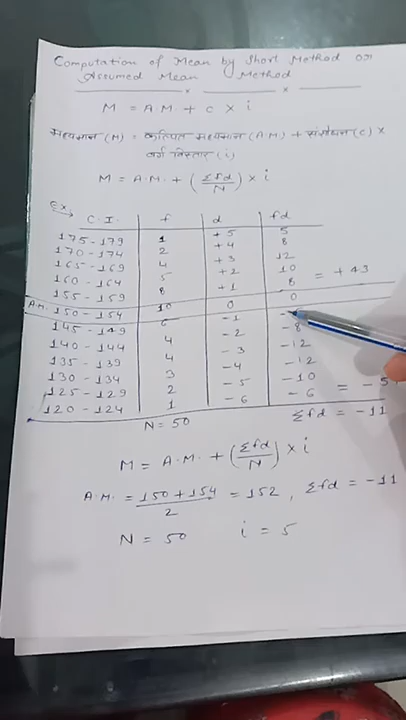 Computation of Mean by Short Method or
Assumed Mean Method
M = A.M. + C × i
मध्यमान (M) = कल्पित मध्यमान (A.M.) + संशोधन (C) ×
वर्ग विस्तार (i)
M = A.M. + (Σfd/N) × i
Ex.
C.I. f d fd
175-179 1 +5 5
170-174 2 +4 8
165-169 4 +3 12
160-164 5 +2 10 = +43
155-159 8 +1 8
A.M. 150-154 10 0 0
145-149 6 -1
140-144 4 -2 -8
135-139 4 -3 -12
130-134 3 -4 -12
125-129 2 -5 -10
120-124 1 -6 -6 = -5
N = 50 Σfd = -11
M = A.M. + (Σfd/N) × i
A.M. = 150+154/2 = 152, Σfd = -11
N = 50 i = 5